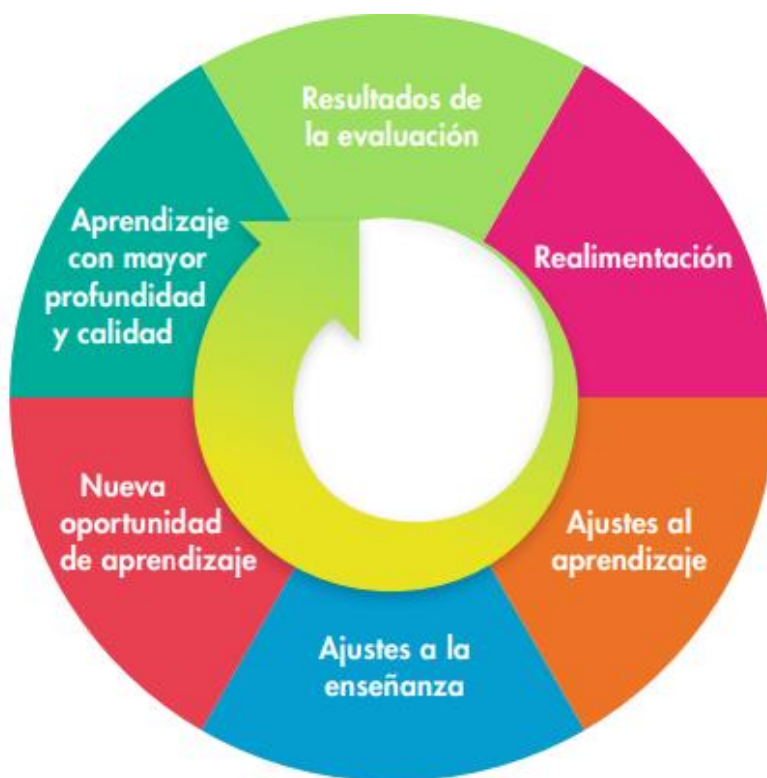 Resultados de
la evaluación
Realimentación
Ajustes al
aprendizaje
Ajustes a la
enseñanza
Nueva
oportunidad
de aprendizaje
Aprendizaje
con mayor
profundidad
y calidad